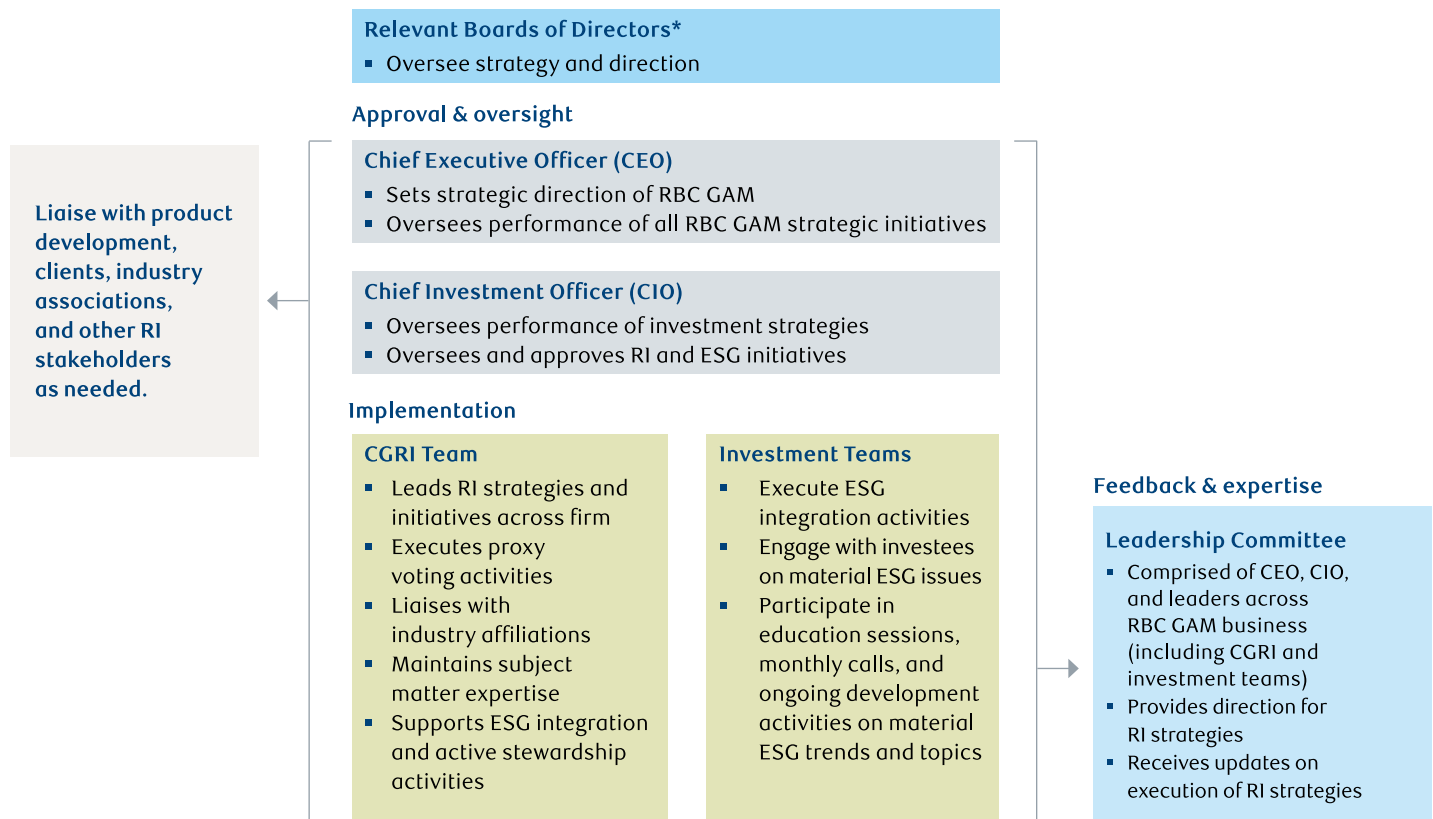 Relevant Boards of Directors*
▪ Oversee strategy and direction
Approval & oversight
Chief Executive Officer (CEO)
▪ Sets strategic direction of RBC GAM
▪ Oversees performance of all RBC GAM strategic initiatives
Chief Investment Officer (CIO)
▪ Oversees performance of investment strategies
▪ Oversees and approves RI and ESG initiatives
Liaise with product
development,
clients, industry
associations,
and other RI
stakeholders
as needed.
Implementation
CGRI Team
▪ Leads RI strategies and
initiatives across firm
▪ Executes proxy
voting activities
▪ Liaises with
industry affiliations
▪ Maintains subject
matter expertise
▪ Supports ESG integration
and active stewardship
activities
Investment Teams
▪ Execute ESG
integration activities
▪ Engage with investees
on material ESG issues
▪ Participate in
education sessions,
monthly calls, and
ongoing development
activities on material
ESG trends and topics
Feedback & expertise
Leadership Committee
▪ Comprised of CEO, CIO,
and leaders across
RBC GAM business
(including CGRI and
investment teams)
▪ Provides direction for
RI strategies
▪ Receives updates on
execution of RI strategies